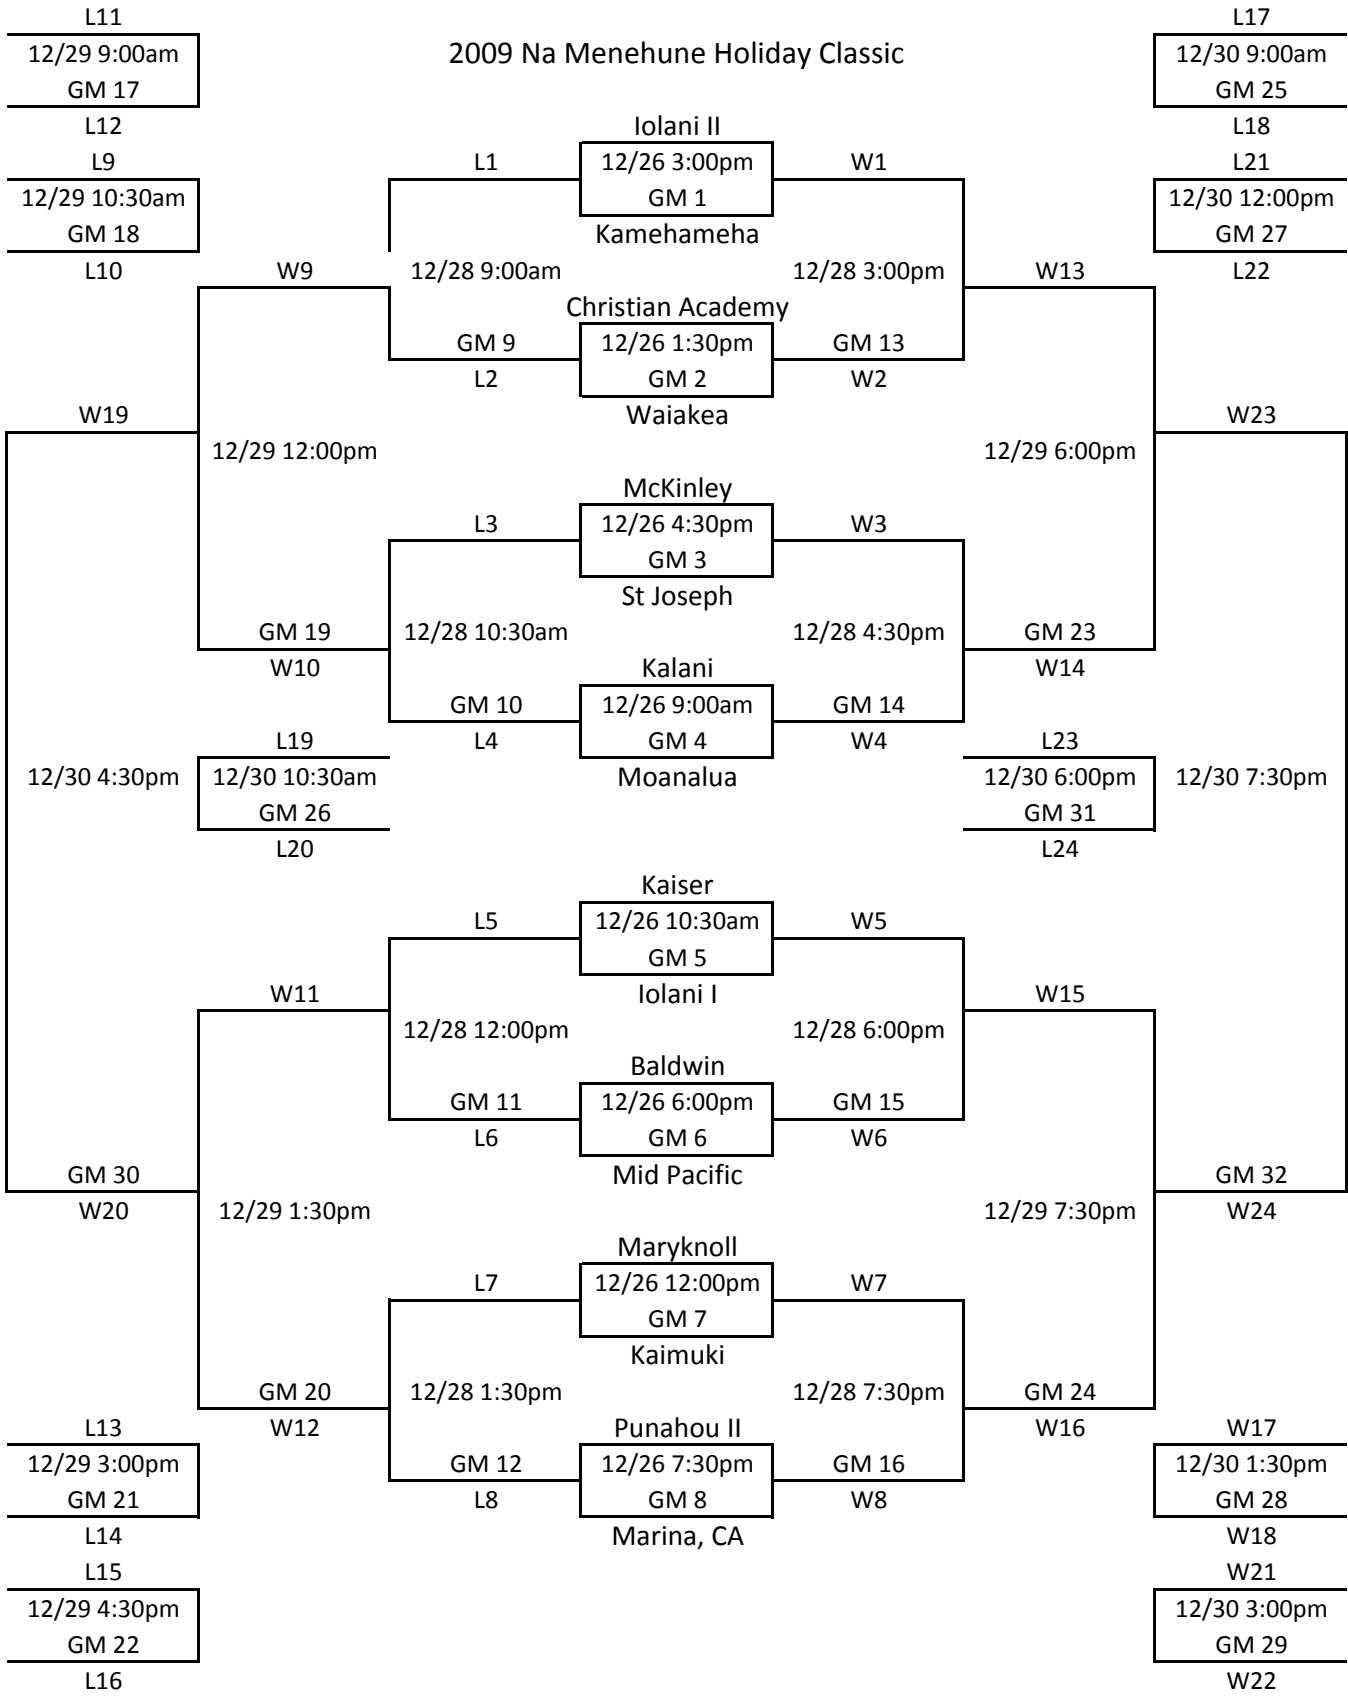 L11
L17
12/29 9:00am
2009 Na Menehune Holiday Classic
12/30 9:00am
GM 17
GM 25
L12
Iolani II
L18
L9
L1
12/26 3:00pm
W1
L21
12/29 10:30am
GM 1
12/30 12:00pm
GM 18
Kamehameha
GM 27
L10
W9
12/28 9:00am
12/28 3:00pm
W13
L22
Christian Academy
GM 9
12/26 1:30pm
GM 13
L2
GM 2
W2
W19
Waiakea
W23
12/29 12:00pm
12/29 6:00pm
McKinley
L3
12/26 4:30pm
W3
GM 3
St Joseph
GM 19
12/28 10:30am
12/28 4:30pm
GM 23
W10
Kalani
W14
GM 10
12/26 9:00am
GM 14
L19
L4
GM 4
W4
L23
12/30 4:30pm
12/30 10:30am
Moanalua
12/30 6:00pm
12/30 7:30pm
GM 26
GM 31
L20
L24
Kaiser
L5
12/26 10:30am
W5
GM 5
W11
Iolani I
W15
12/28 12:00pm
12/28 6:00pm
Baldwin
GM 11
12/26 6:00pm
GM 15
L6
GM 6
W6
GM 30
Mid Pacific
GM 32
W20
12/29 1:30pm
12/29 7:30pm
W24
Maryknoll
L7
12/26 12:00pm
W7
GM 7
Kaimuki
GM 20
12/28 1:30pm
12/28 7:30pm
GM 24
L13
W12
Punahou II
W16
W17
12/29 3:00pm
GM 12
12/26 7:30pm
GM 16
12/30 1:30pm
GM 21
L8
GM 8
W8
GM 28
L14
Marina, CA
W18
L15
W21
12/29 4:30pm
12/30 3:00pm
GM 22
GM 29
L16
W22